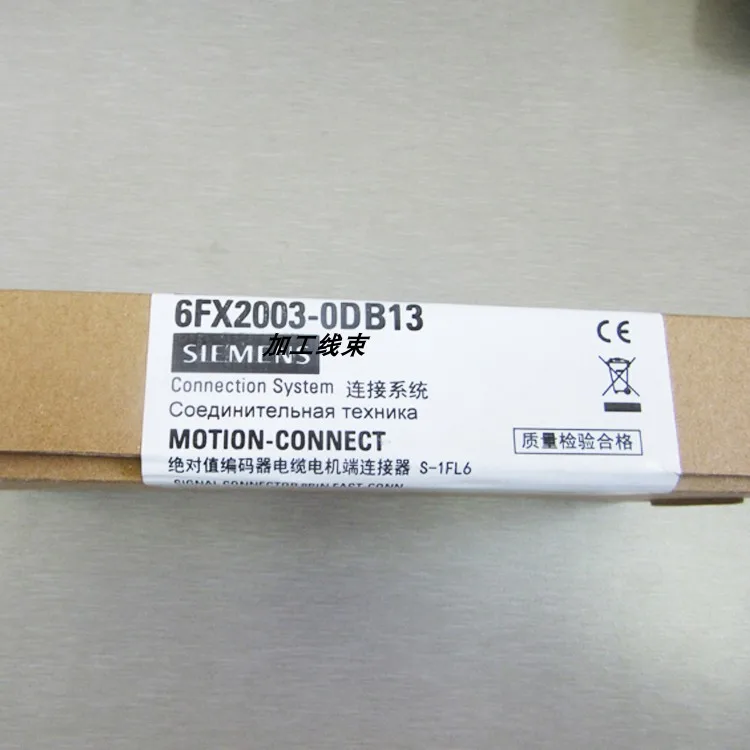 6FX2003-0DB13
CE
SIEMENS
加工线束
Connection System 连接系统
Соединительная техника
MOTION-CONNECT
质量检验合格
绝对值编码器电缆电机端连接器 S-1FL6
SIGNAL CONNECTOR